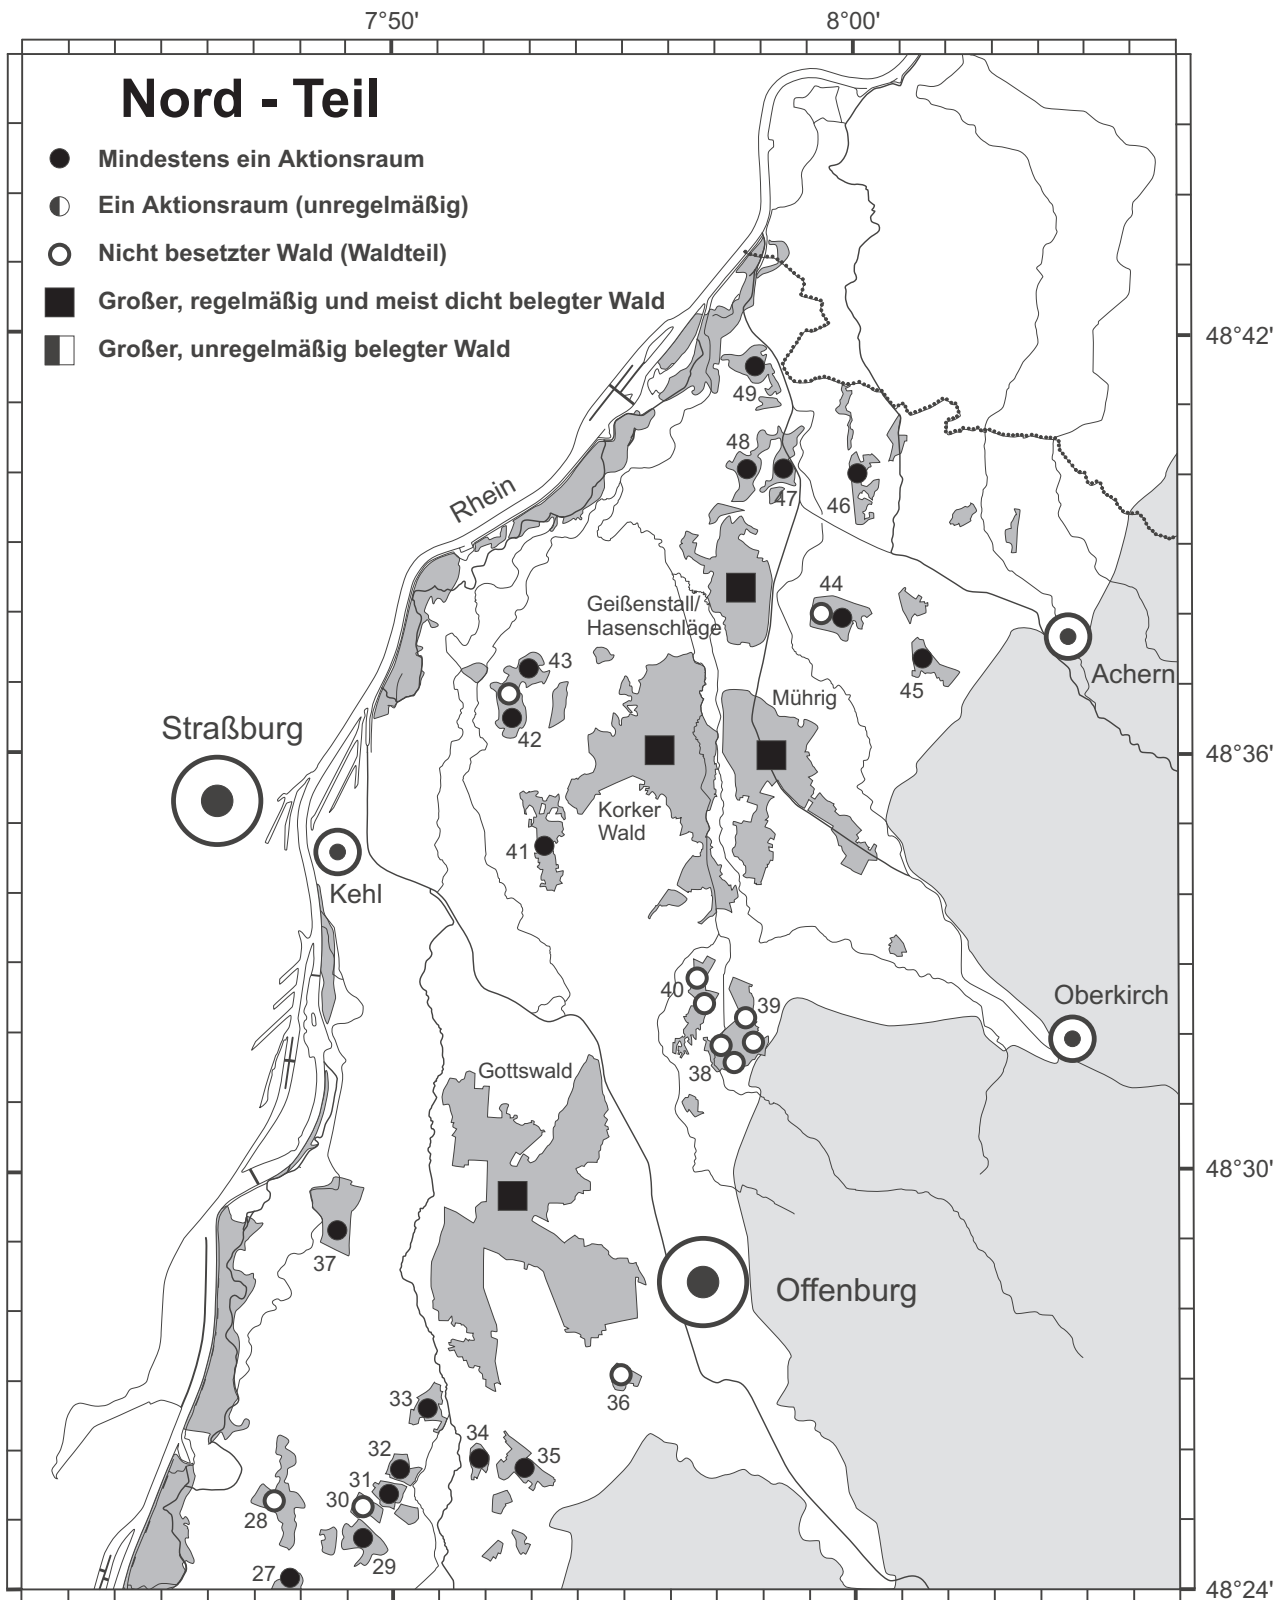 7°50'
8°00'
Nord - Teil
Mindestens ein Aktionsraum
Ein Aktionsraum (unregelmäßig)
Nicht besetzter Wald (Waldteil)
Großer, regelmäßig und meist dicht belegter Wald
Großer, unregelmäßig belegter Wald
48°42'
49
48
47
46
Rhein
44
Geißenstall/
Hasenschläge
43
45
Achern
Mührig
42
Straßburg
48°36'
Korker
Wald
41
Kehl
40
39
Oberkirch
38
Gottswald
48°30'
37
Offenburg
33
36
34
35
32
31
30
28
29
27
48°24'